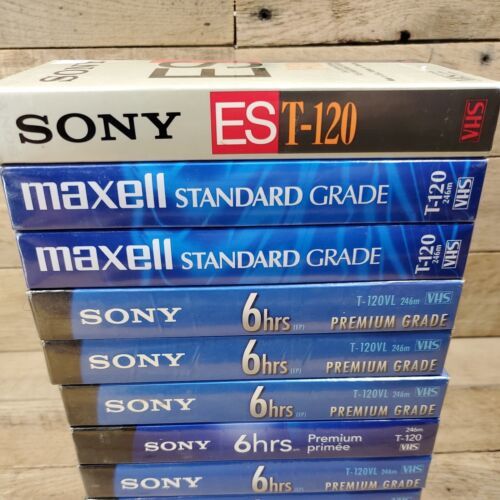 SONY ES
SONY ES T-120 VHS
maxell STANDARD GRADE T-120 246m VHS
maxell STANDARD GRADE T-120 246m VHS
SONY 6hrs (EP) T-120VL 246m VHS
PREMIUM GRADE
SONY 6hrs (EP) T-120VL 246m VHS
PREMIUM GRADE
SONY 6hrs (EP) T-120VL 246m VHS
PREMIUM GRADE
SONY 6hrs Premium primée 246m T-120 VHS
SONY 6hrs (EP) T-120VL 246m VHS
PREMIUM GRADE